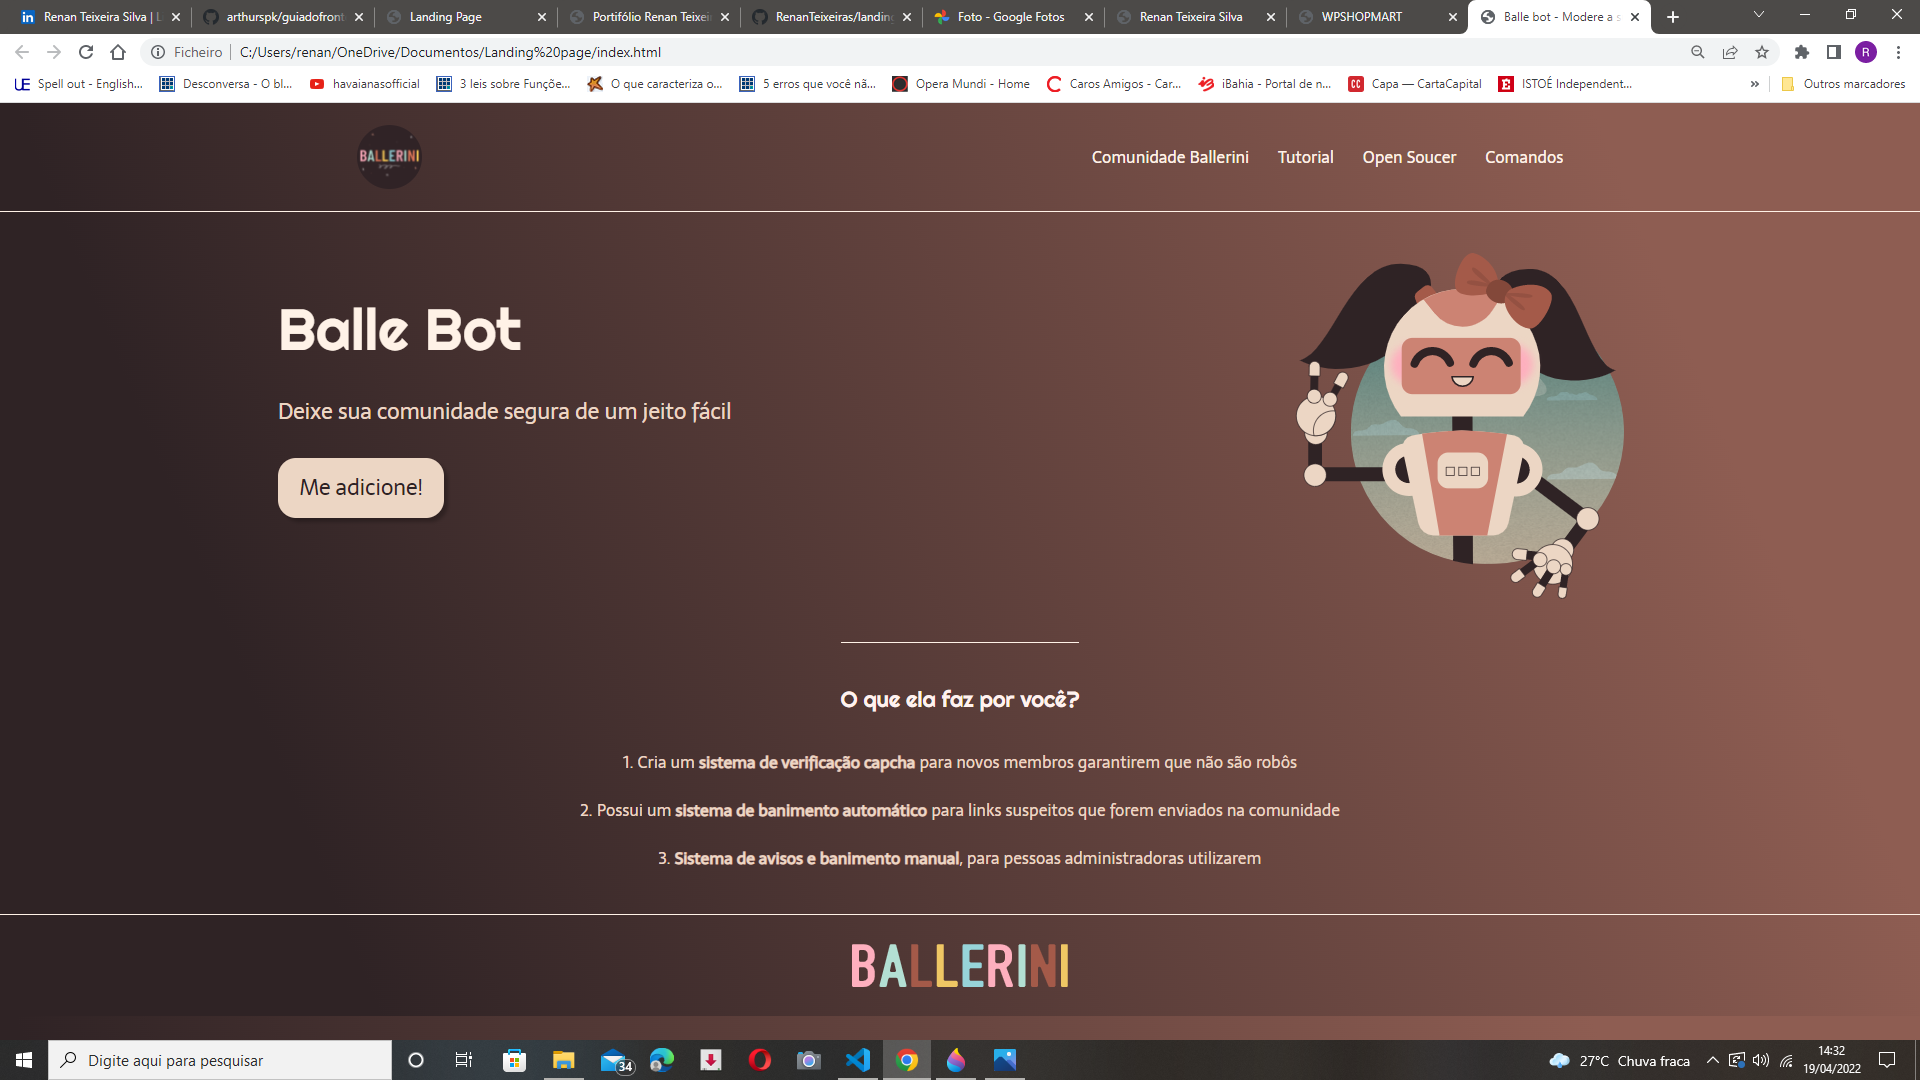 Renan Teixeira Silva | L
arthurspk/guiadofront
Landing Page
Portifólio Renan Teixei
RenanTeixeiras/landing
Foto - Google Fotos
Renan Teixeira Silva
WPSHOPMART
Balle bot - Modere a s
Ficheiro
C:/Users/renan/OneDrive/Documentos/Landing%20page/index.html
R
UE Spell out - English...
Desconversa - O bl...
havaianasofficial
3 leis sobre Funçõe...
O que caracteriza o...
5 erros que você nã...
Opera Mundi - Home
Caros Amigos - Car...
iBahia - Portal de n...
CC Capa — CartaCapital
E ISTOÉ Independent...
»
Outros marcadores
BALLERINI
Comunidade Ballerini
Tutorial
Open Soucer
Comandos
Balle Bot
Deixe sua comunidade segura de um jeito fácil
Me adicione!
O que ela faz por você?
1. Cria um sistema de verificação capcha para novos membros garantirem que não são robôs
2. Possui um sistema de banimento automático para links suspeitos que forem enviados na comunidade
3. Sistema de avisos e banimento manual, para pessoas administradoras utilizarem
BALLERINI
Digite aqui para pesquisar
34
27°C Chuva fraca
14:32
19/04/2022